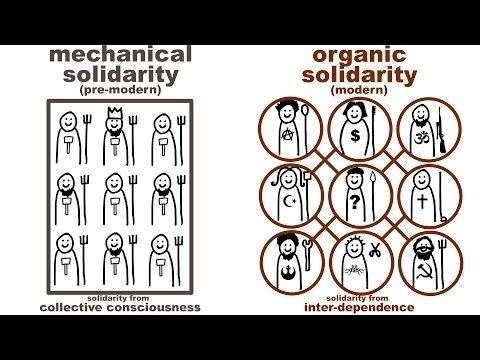 mechanical
solidarity
(pre-modern)
solidarity from
collective consciousness
organic
solidarity
(modern)
$
?
solidarity from
inter-dependence